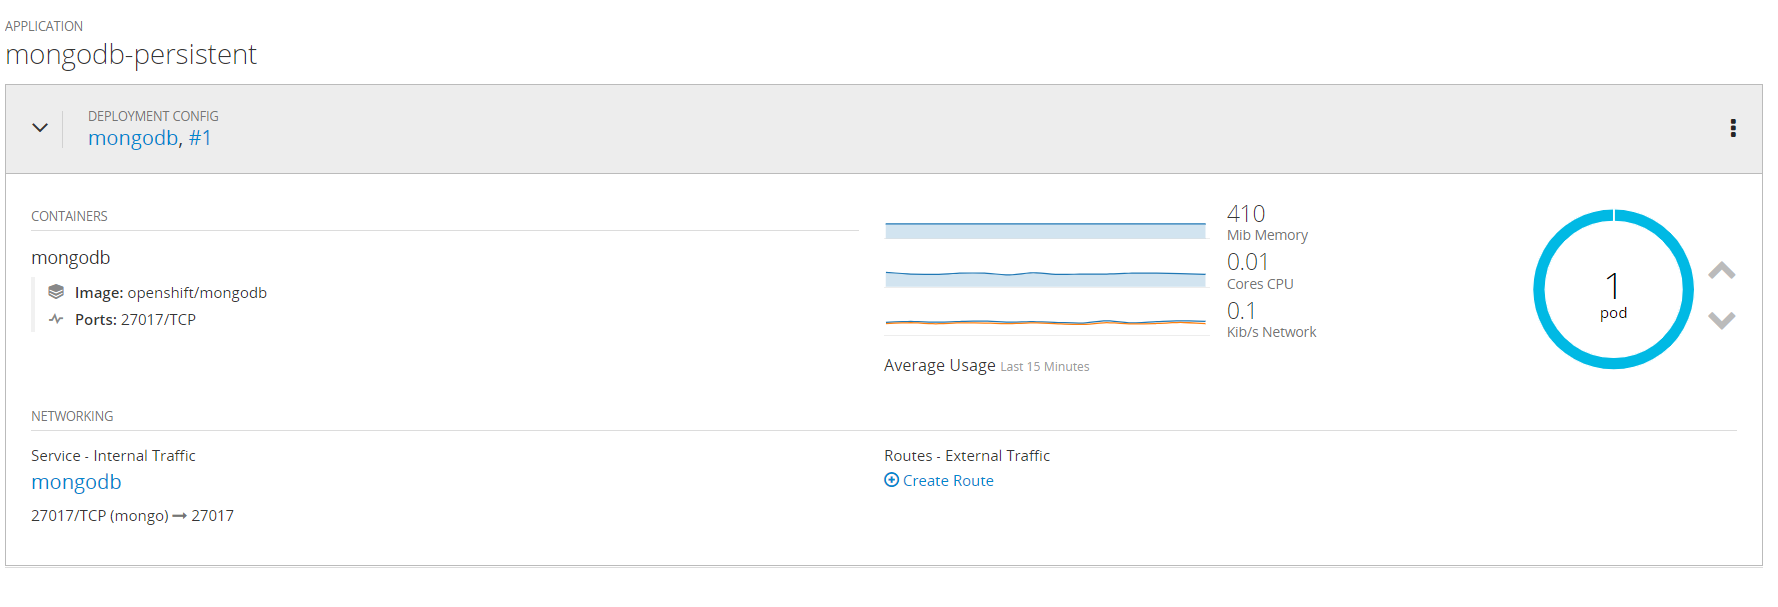 APPLICATION
mongodb-persistent
DEPLOYMENT CONFIG
mongodb, #1
CONTAINERS
mongodb
Image: openshift/mongodb
Ports: 27017/TCP
410
Mib Memory
0.01
Cores CPU
0.1
Kib/s Network
Average Usage Last 15 Minutes
1
pod
NETWORKING
Service - Internal Traffic
mongodb
27017/TCP (mongo) → 27017
Routes - External Traffic
Create Route